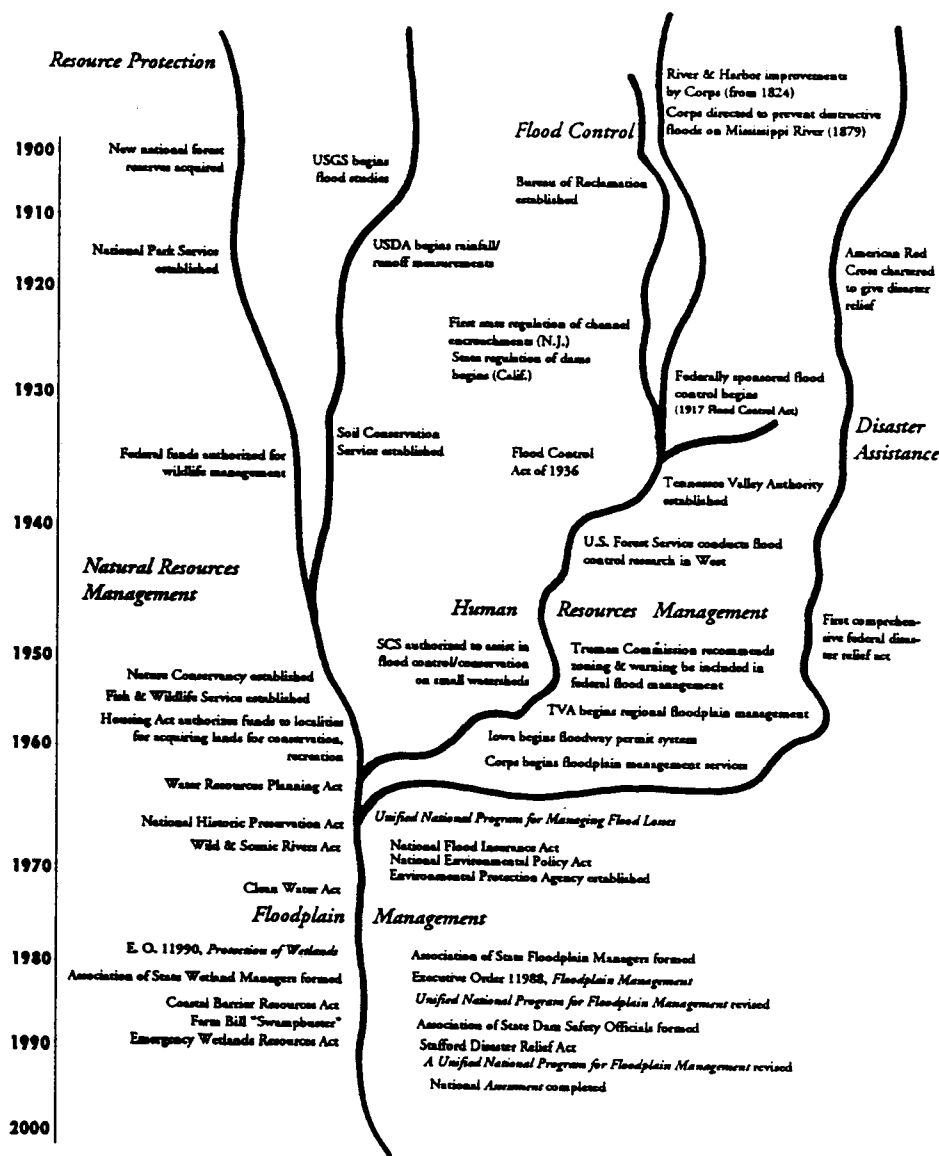 Resource Protection
River & Harbor improvements
by Corps (from 1824)
Corps directed to prevent destructive
floods on Mississippi River (1879)
Flood Control
1900
New national forest
reserves acquired
USGS begins
flood studies
Bureau of Reclamation
established
1910
National Park Service
established
USDA begins rainfall/
runoff measurements
American Red
Cross chartered
to give disaster
relief
1920
First state regulation of channel
encroachments (N.J.)
State regulation of dams
begins (Calif.)
1930
Federally sponsored flood
control begins
(1917 Flood Control Act)
Disaster
Assistance
Soil Conservation
Service established
Federal funds authorized for
wildlife management
Flood Control
Act of 1936
Tennessee Valley Authority
established
1940
U.S. Forest Service conducts flood
control research in West
Natural Resources
Management
Human Resources Management
First comprehen-
sive federal disas-
ter relief act
1950
SCS authorized to assist in
flood control/conservation
on small watersheds
Truman Commission recommends
zoning & warning be included in
federal flood management
Nature Conservancy established
Fish & Wildlife Service established
TVA begins regional floodplain management
Housing Act authorizes funds to localities
for acquiring lands for conservation,
recreation
1960
Iowa begins floodway permit system
Corps begins floodplain management services
Water Resources Planning Act
National Historic Preservation Act
Unified National Program for Managing Flood Losses
Wild & Scenic Rivers Act
National Flood Insurance Act
National Environmental Policy Act
Environmental Protection Agency established
1970
Clean Water Act
Floodplain Management
E. O. 11990, Protection of Wetlands
Association of State Floodplain Managers formed
1980
Association of State Wetland Managers formed
Executive Order 11988, Floodplain Management
Unified National Program for Floodplain Management revised
Coastal Barrier Resources Act
Farm Bill "Swampbuster"
Association of State Dam Safety Officials formed
1990
Emergency Wetlands Resources Act
Stafford Disaster Relief Act
A Unified National Program for Floodplain Management revised
National Assessment completed
2000